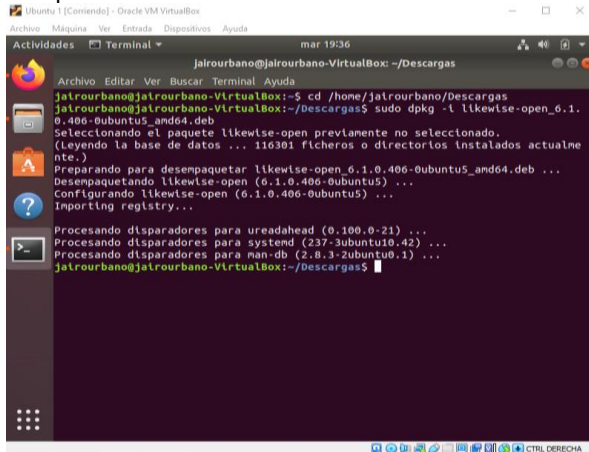 Ubuntu 1 [Corriendo] - Oracle VM VirtualBox
Archivo Máquina Ver Entrada Dispositivos Ayuda
Actividades Terminal mar 19:36
jairourbano@jairourbano-VirtualBox: ~/Descargas
Archivo Editar Ver Buscar Terminal Ayuda
jairourbano@jairourbano-VirtualBox:~$ cd /home/jairourbano/Descargas
jairourbano@jairourbano-VirtualBox:~/Descargas$ sudo dpkg -i likewise-open_6.1.
0.406-0ubuntu5_amd64.deb
Seleccionando el paquete likewise-open previamente no seleccionado.
(Leyendo la base de datos ... 116301 ficheros o directorios instalados actualme
nte.)
Preparando para desempaquetar likewise-open_6.1.0.406-0ubuntu5_amd64.deb ...
Desempaquetando likewise-open (6.1.0.406-0ubuntu5) ...
Configurando likewise-open (6.1.0.406-0ubuntu5) ...
Importing registry...
Procesando disparadores para ureadahead (0.100.0-21) ...
Procesando disparadores para systemd (237-3ubuntu10.42) ...
Procesando disparadores para man-db (2.8.3-2ubuntu0.1) ...
jairourbano@jairourbano-VirtualBox:~/Descargas$
CTRL DERECHA